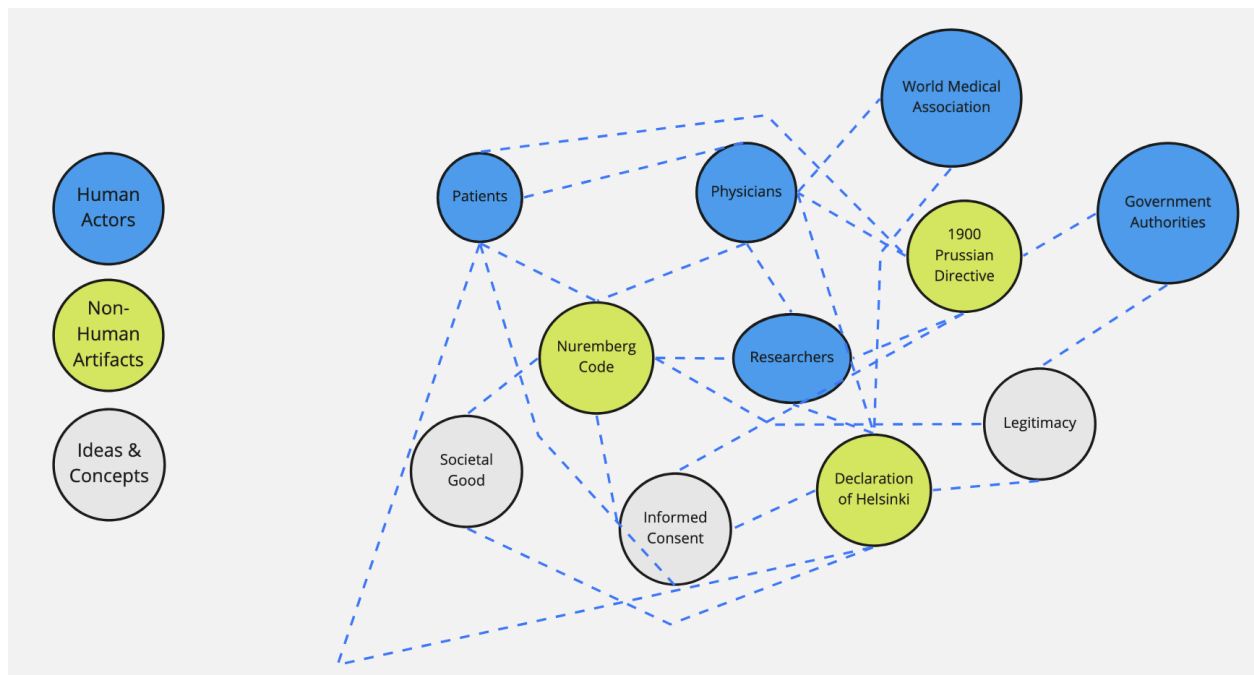 Human
Actors
Non-
Human
Artifacts
Ideas &
Concepts
World Medical
Association
Patients
Physicians
Government
Authorities
1900
Prussian
Directive
Nuremberg
Code
Researchers
Legitimacy
Societal
Good
Declaration
of Helsinki
Informed
Consent